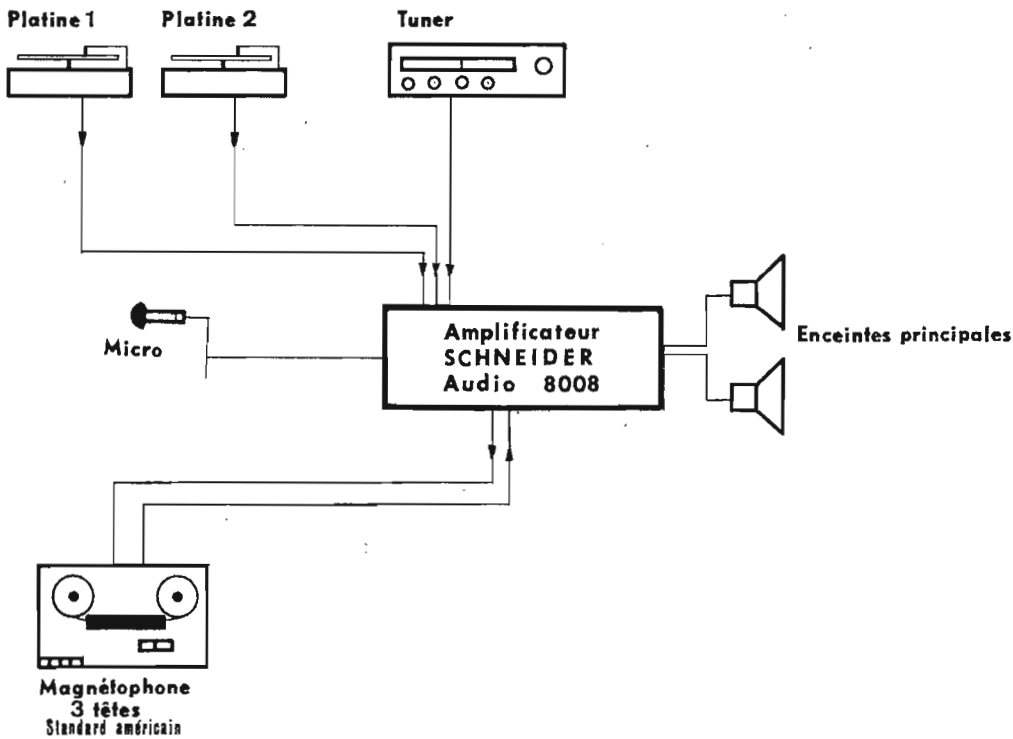 Platine 1
Platine 2
Tuner
Micro
Amplificateur
SCHNEIDER
Audio 8008
Enceintes principales
Magnétophone
3 têtes
Standard américain